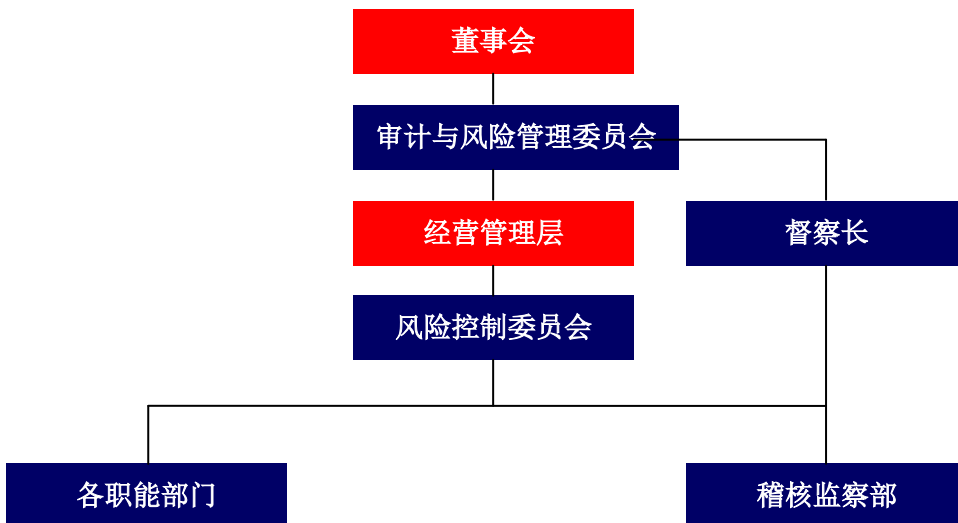 董事会
审计与风险管理委员会
经营管理层
督察长
风险控制委员会
各职能部门
稽核监察部